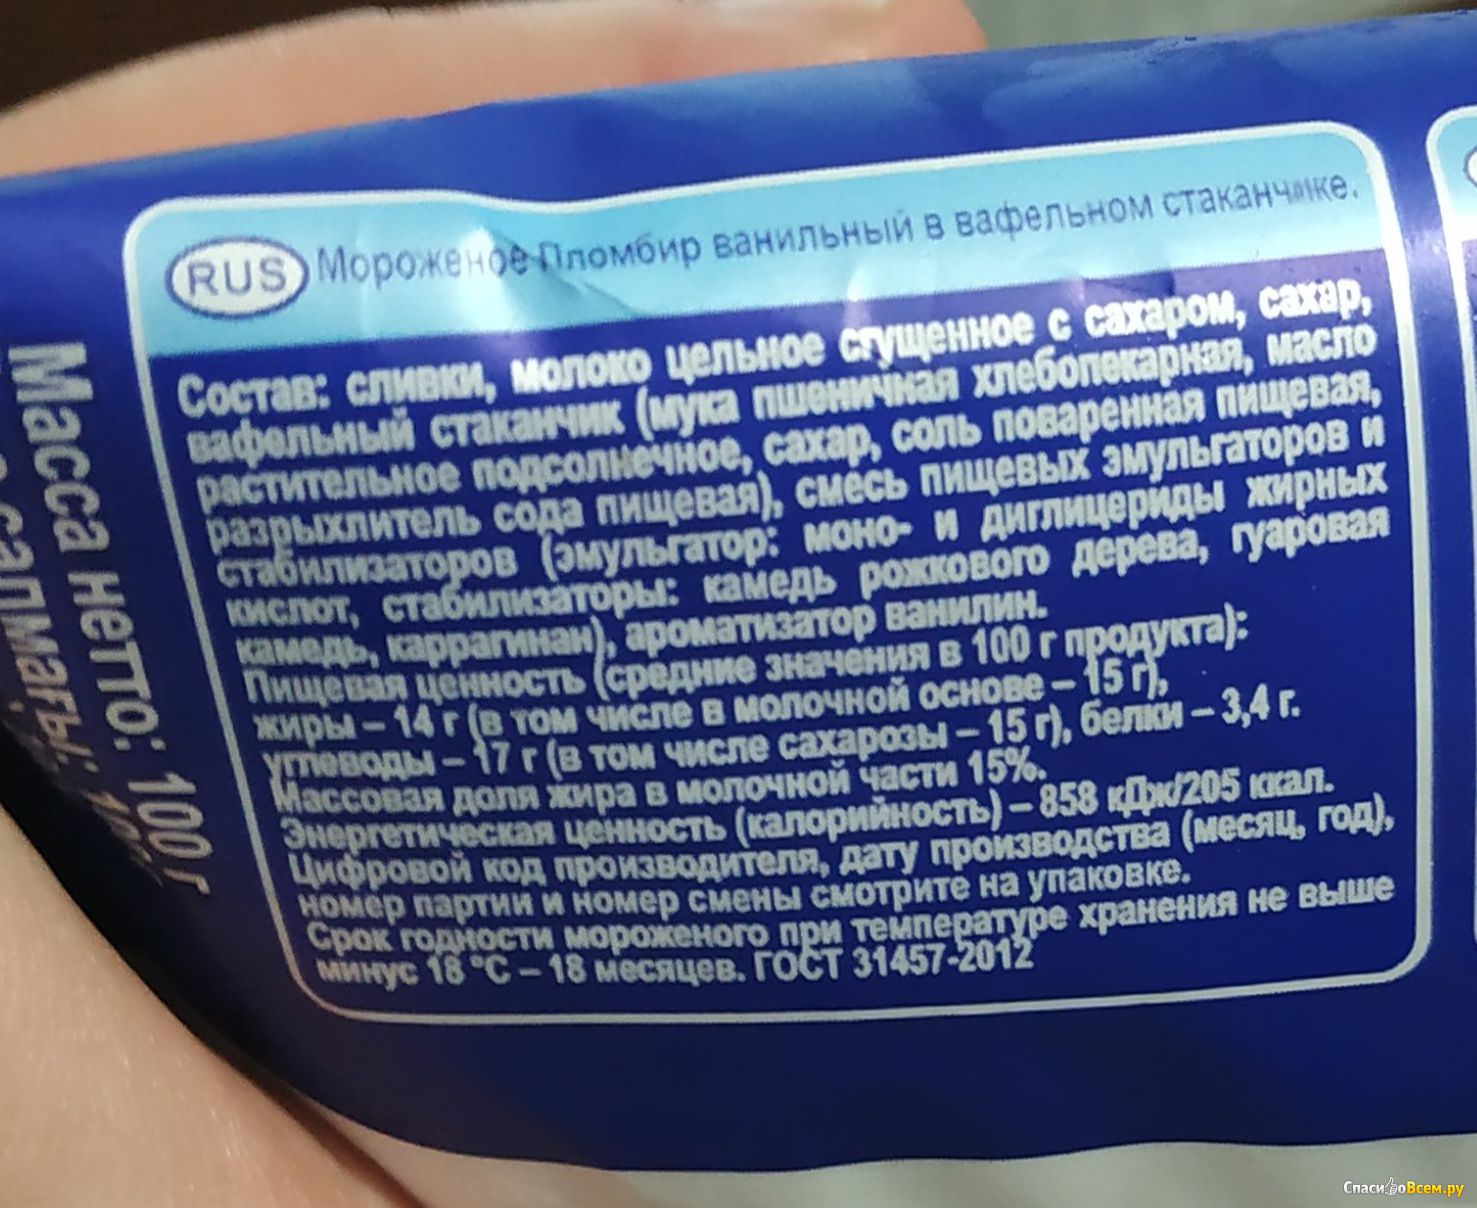 RUS Мороженое Пломбир ванильный в вафельном стаканчике.
Состав: сливки, молоко цельное сгущенное с сахаром, сахар,
вафельный стаканчик (мука пшеничная хлебопекарная, масло
растительное подсолнечное, сахар, соль поваренная пищевая,
разрыхлитель сода пищевая), смесь пищевых эмульгаторов и
стабилизаторов (эмульгатор: моно- и диглицериды жирных
кислот, стабилизаторы: камедь рожкового дерева, гуаровая
камедь, каррагинан), ароматизатор ванилин.
Пищевая ценность (средние значения в 100 г продукта):
жиры – 14 г (в том числе в молочной основе – 15 г),
углеводы – 17 г (в том числе сахарозы – 15 г), белки – 3,4 г.
Массовая доля жира в молочной части 15%.
Энергетическая ценность (калорийность) – 858 кДж/205 ккал.
Цифровой код производителя, дату производства (месяц, год),
номер партии и номер смены смотрите на упаковке.
Срок годности мороженого при температуре хранения не выше
минус 18 °C – 18 месяцев. ГОСТ 31457-2012
Масса нетто: 100 г
салмағы:
СпасибоВсем.ру